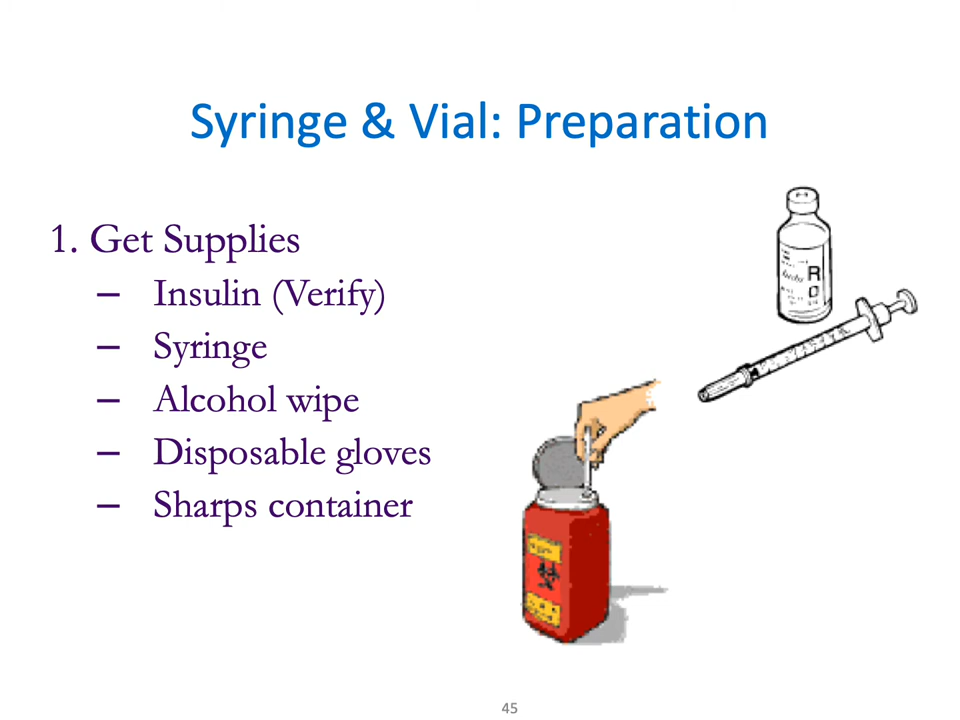 Syringe & Vial: Preparation
1. Get Supplies
– Insulin (Verify)
– Syringe
– Alcohol wipe
– Disposable gloves
– Sharps container
R
D
45